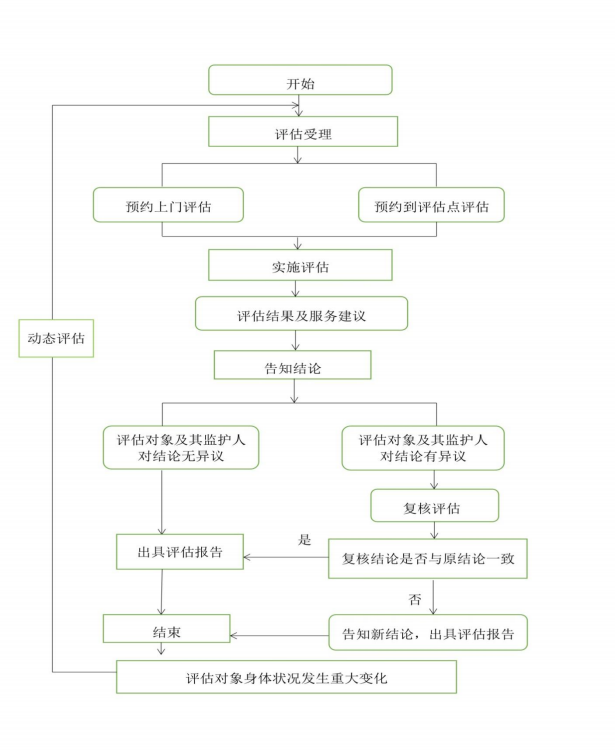 开始
评估受理
预约上门评估
预约到评估点评估
实施评估
评估结果及服务建议
动态评估
告知结论
评估对象及其监护人
对结论无异议
评估对象及其监护人
对结论有异议
复核评估
是
出具评估报告
复核结论是否与原结论一致
否
结束
告知新结论，出具评估报告
评估对象身体状况发生重大变化